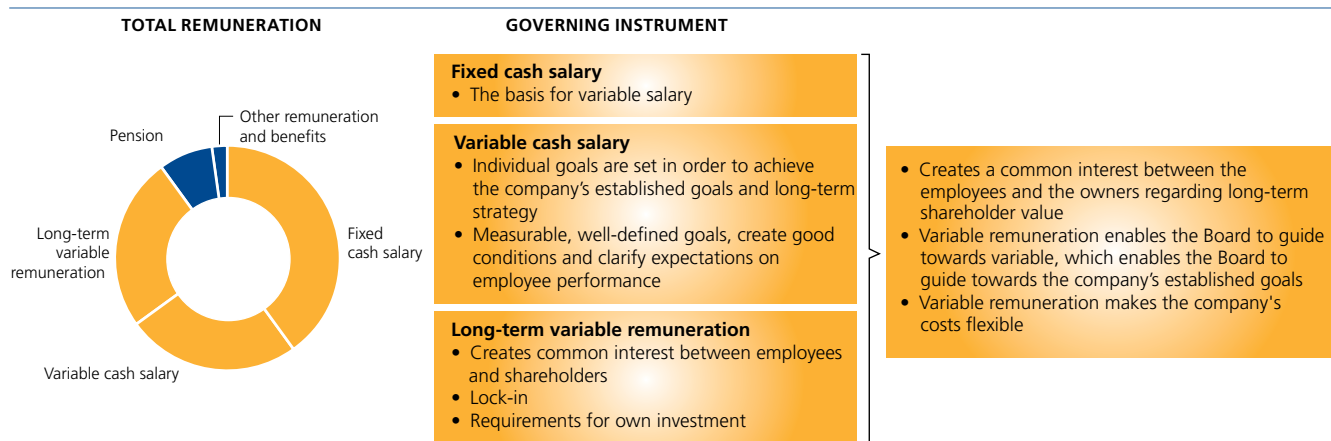 TOTAL REMUNERATION
Other remuneration
and benefits
Pension
Long-term
variable
remuneration
Fixed
cash salary
Variable cash salary
GOVERNING INSTRUMENT
Fixed cash salary
• The basis for variable salary
Variable cash salary
• Individual goals are set in order to achieve
the company’s established goals and long-term
strategy
• Measurable, well-defined goals, create good
conditions and clarify expectations on
employee performance
Long-term variable remuneration
• Creates common interest between employees
and shareholders
• Lock-in
• Requirements for own investment
• Creates a common interest between the
employees and the owners regarding long-term
shareholder value
• Variable remuneration enables the Board to guide
towards variable, which enables the Board to
guide towards the company’s established goals
• Variable remuneration makes the company's
costs flexible